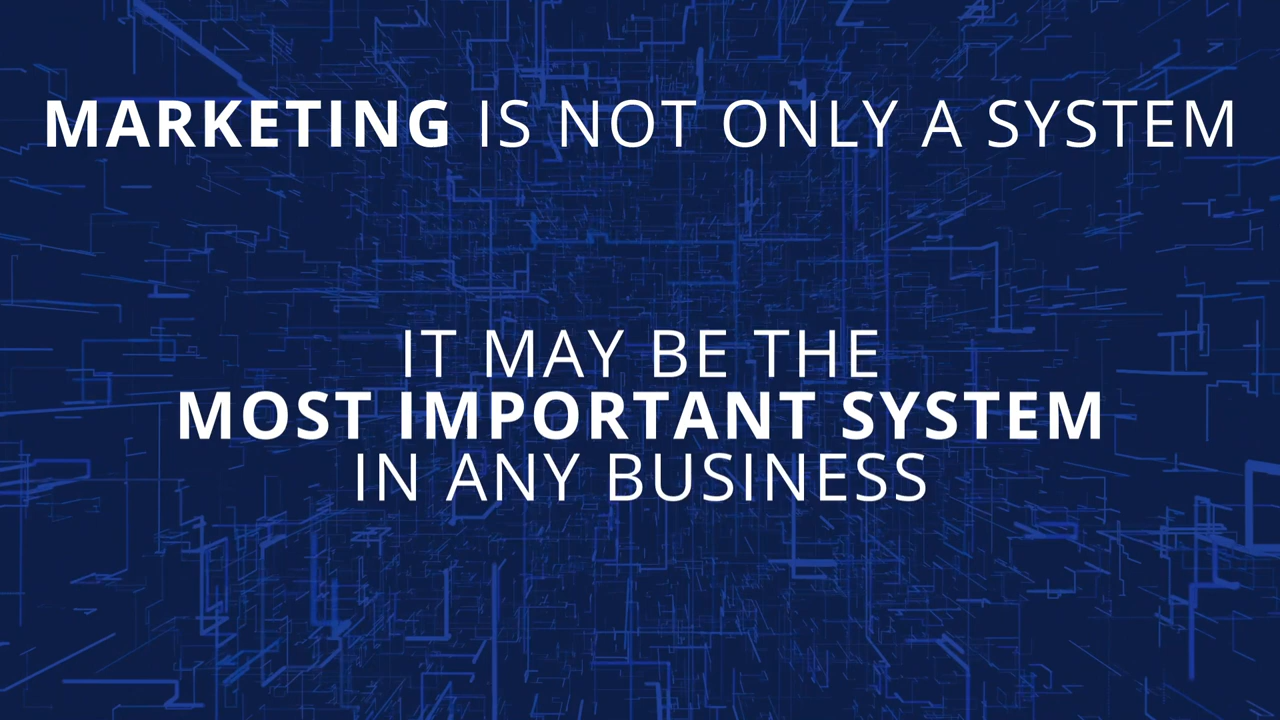 MARKETING IS NOT ONLY A SYSTEM
IT MAY BE THE
MOST IMPORTANT SYSTEM
IN ANY BUSINESS